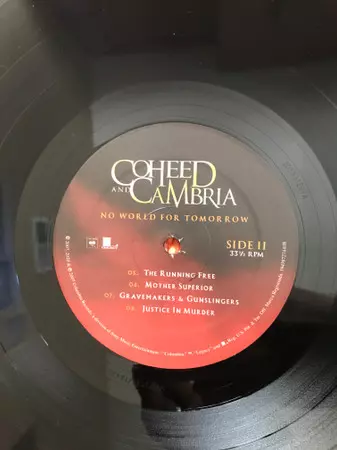 COHEED
AND CAMBRIA
NO WORLD FOR TOMORROW
SIDE II
33⅓ RPM
05. THE RUNNING FREE
06. MOTHER SUPERIOR
07. GRAVEMAKERS & GUNSLINGERS
08. JUSTICE IN MURDER